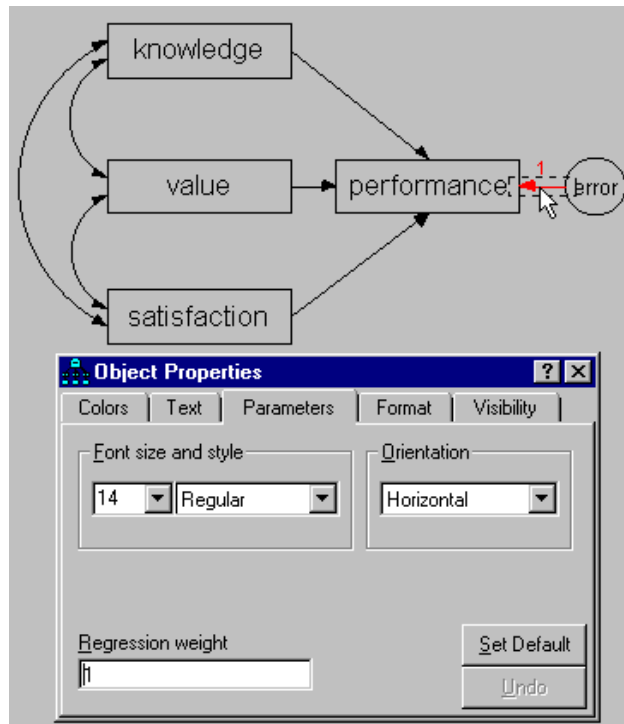 knowledge
value
performance
1
error
satisfaction
Object Properties
Colors Text Parameters Format Visibility
Font size and style
Orientation
14 Regular
Horizontal
Regression weight
1
Set Default
Undo